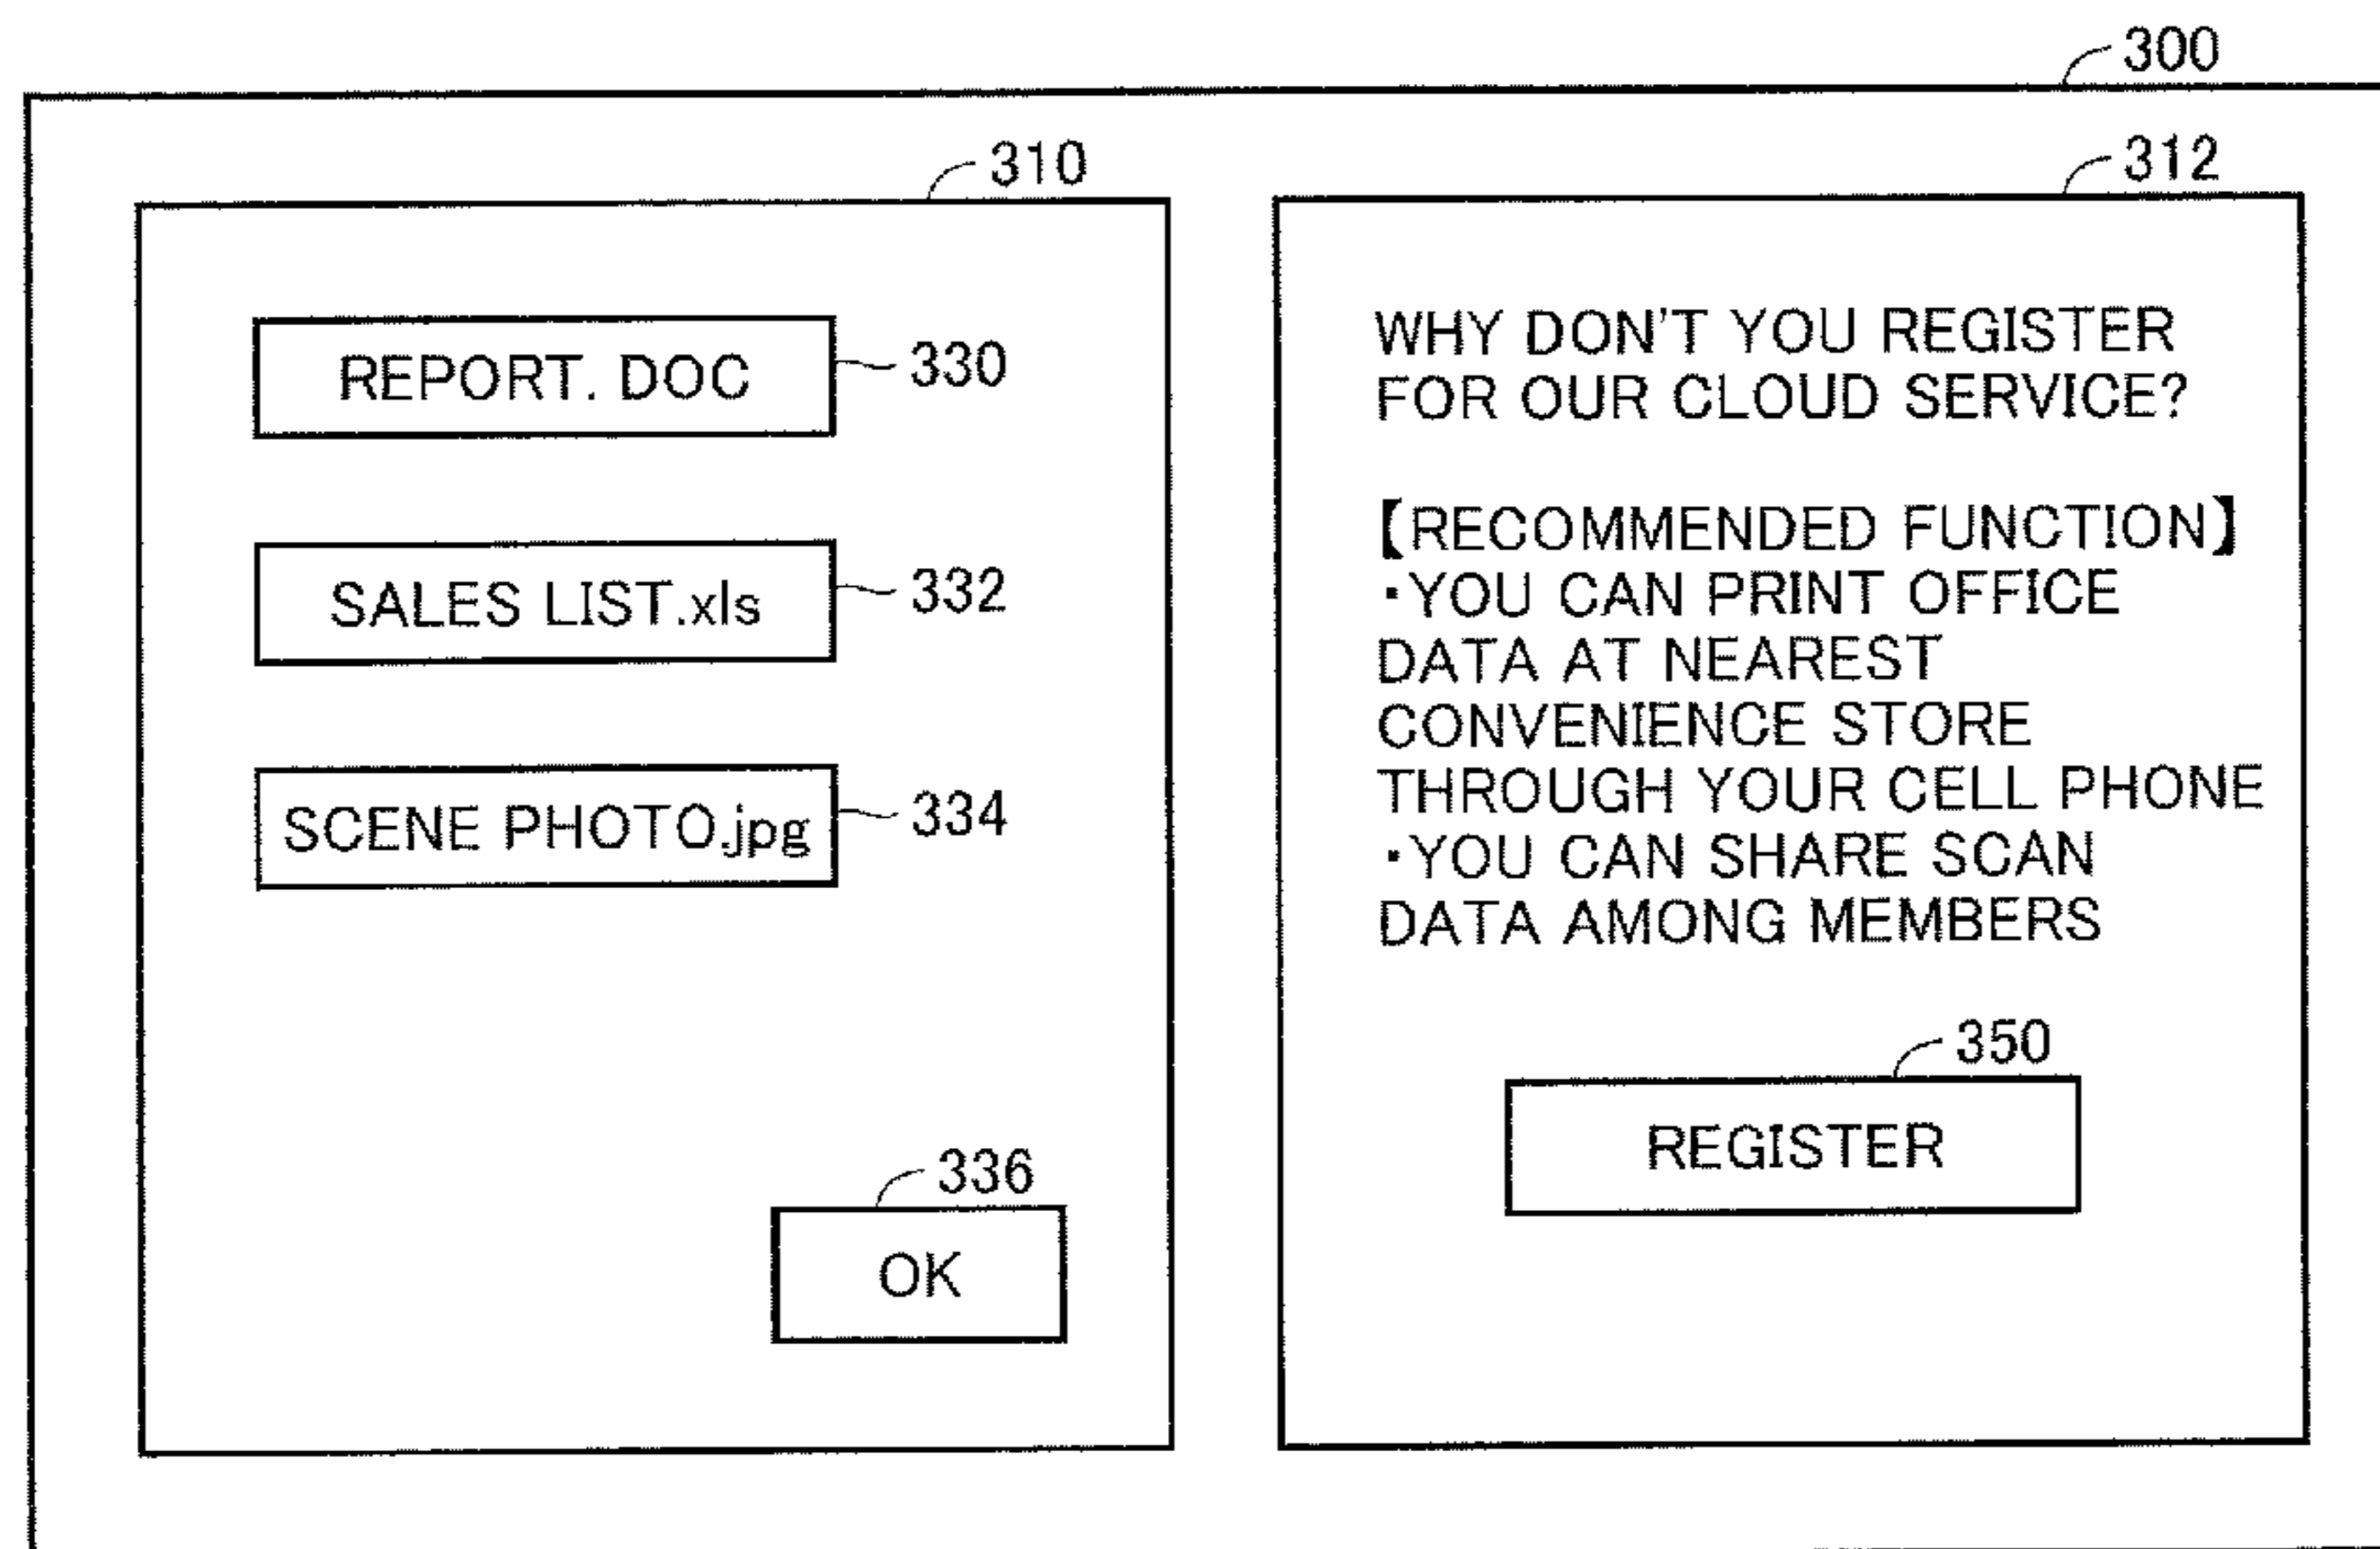 300
310
REPORT. DOC
330
SALES LIST.xls
332
SCENE PHOTO.jpg
334
336
OK
312
WHY DON'T YOU REGISTER
FOR OUR CLOUD SERVICE?
【RECOMMENDED FUNCTION】
・YOU CAN PRINT OFFICE
DATA AT NEAREST
CONVENIENCE STORE
THROUGH YOUR CELL PHONE
・YOU CAN SHARE SCAN
DATA AMONG MEMBERS
350
REGISTER